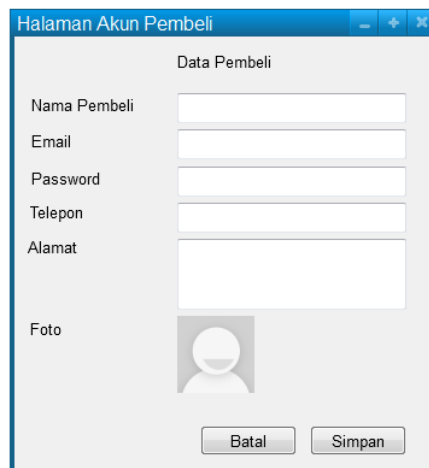 Halaman Akun Pembeli
Data Pembeli
Nama Pembeli
Email
Password
Telepon
Alamat
Foto
Batal Simpan